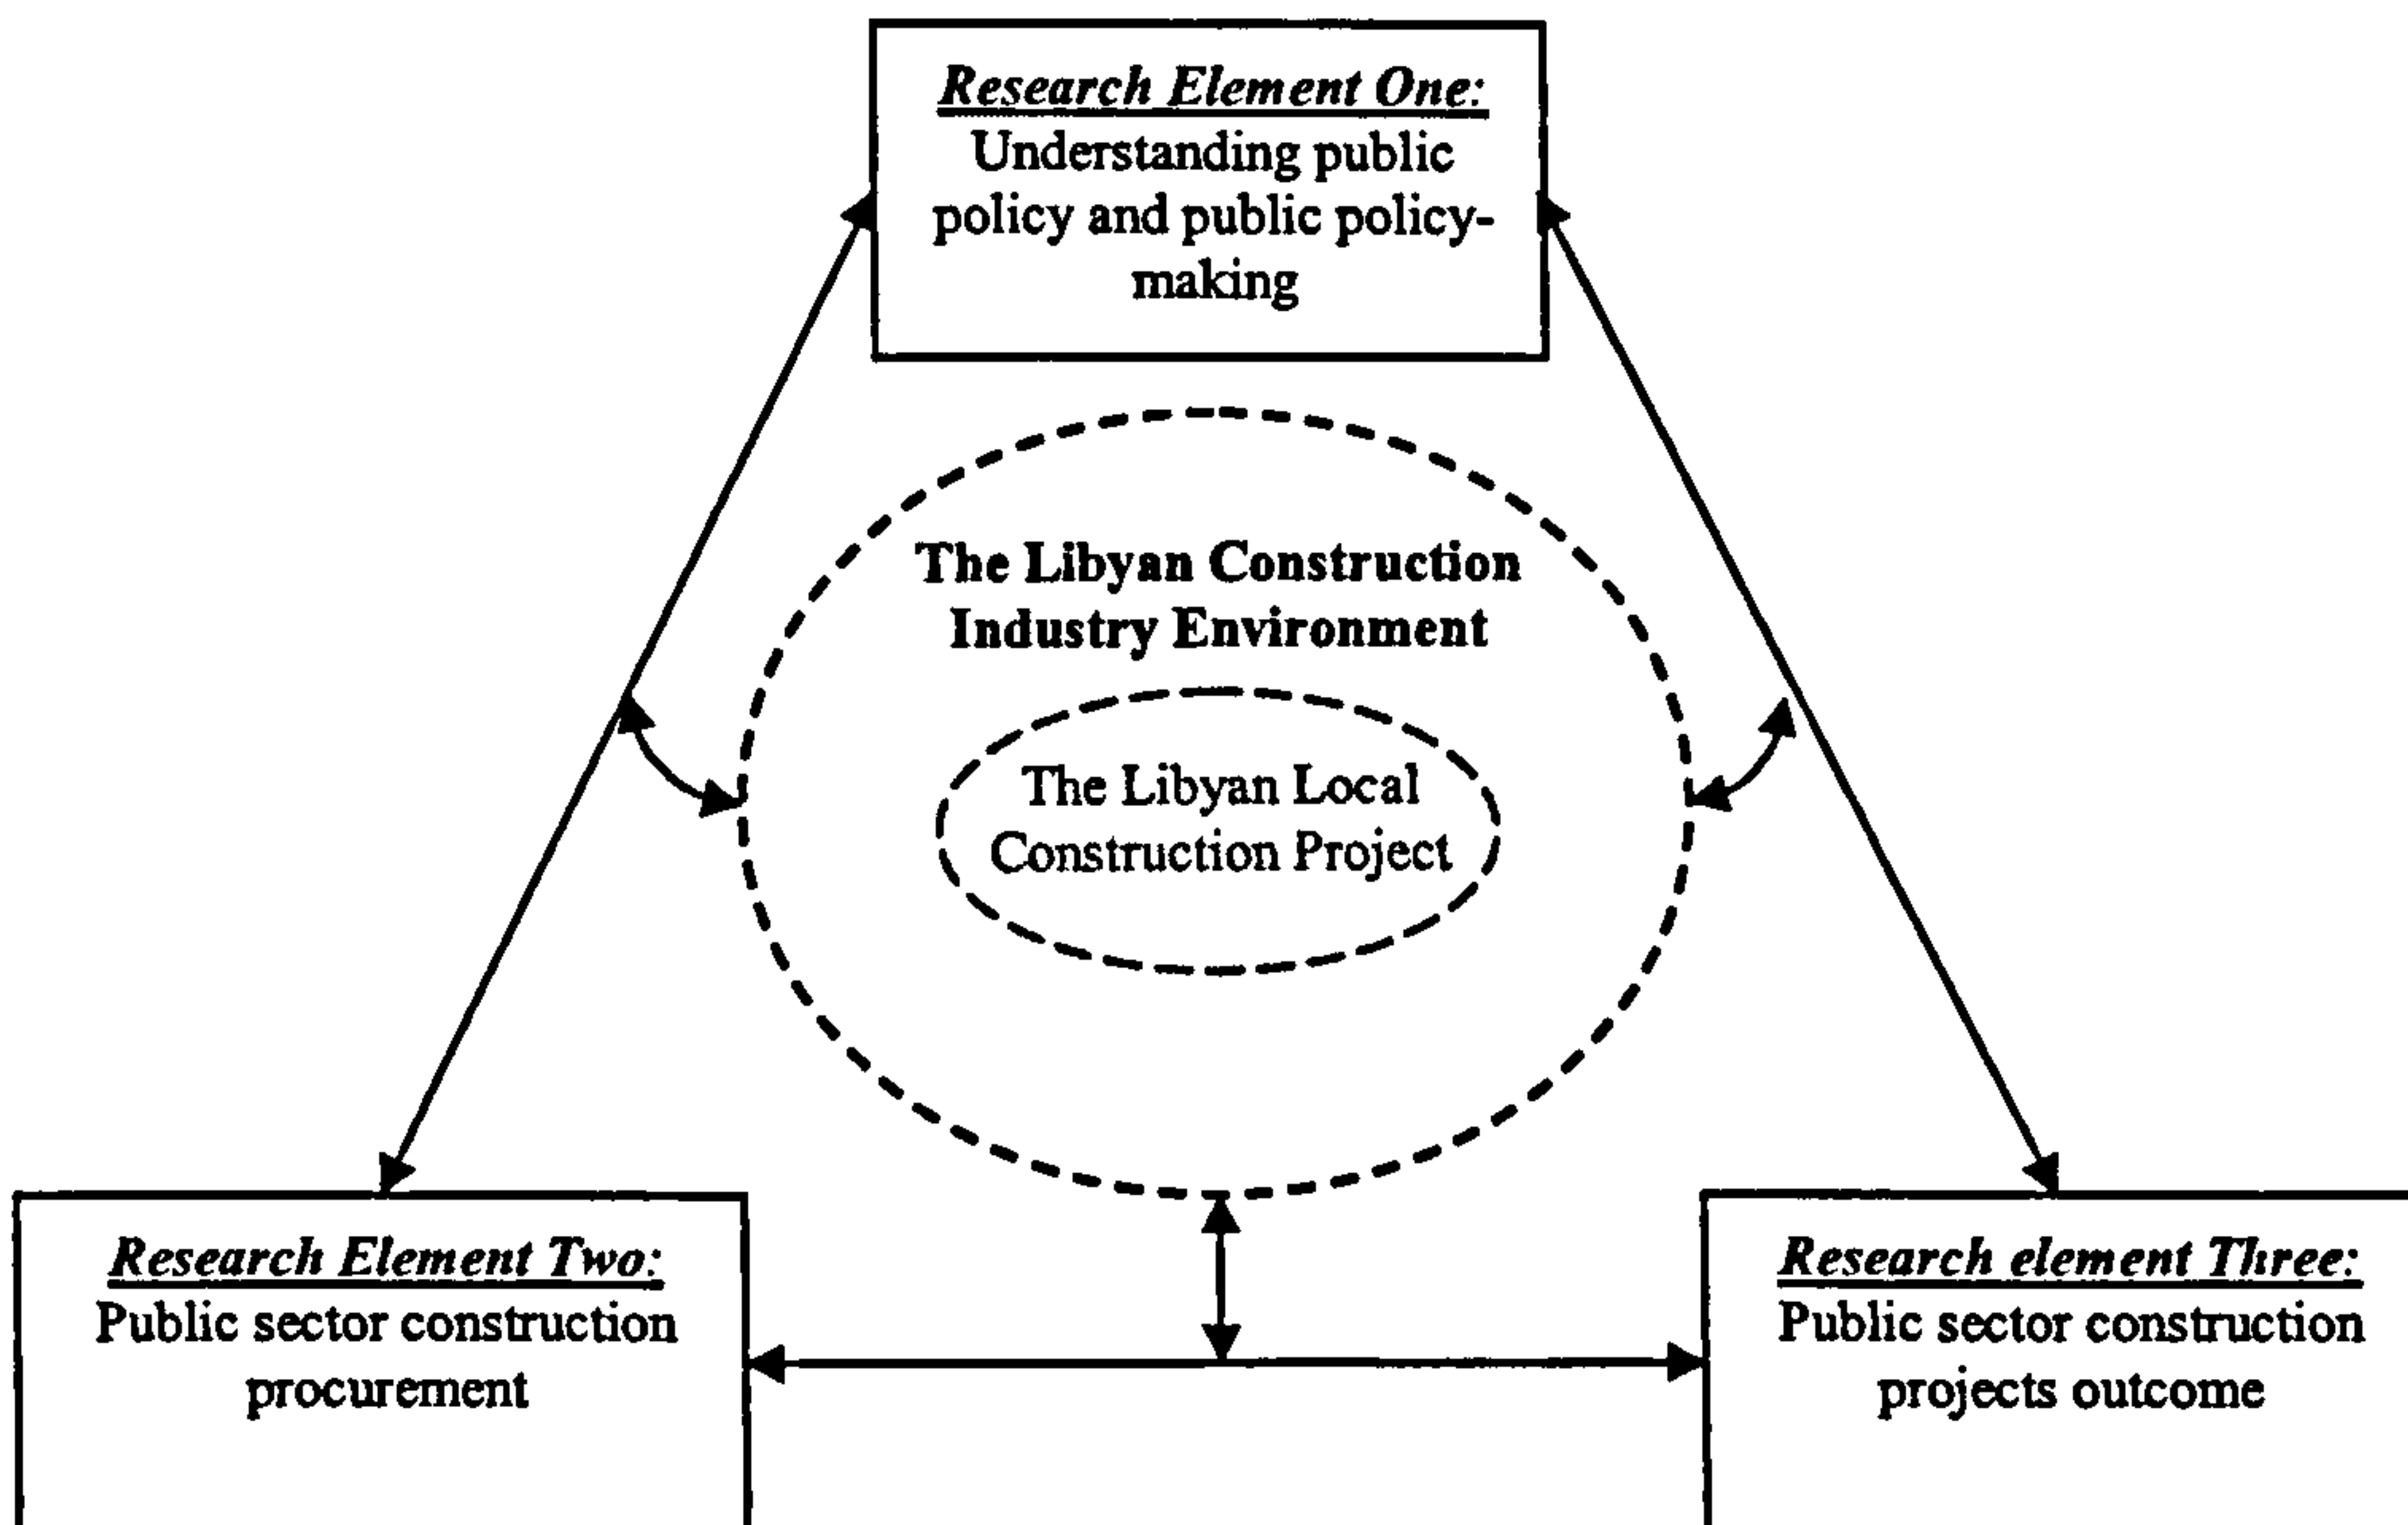 Research Element One:
Understanding public
policy and public policy-
making
The Libyan Construction
Industry Environment
The Libyan Local
Construction Project
Research Element Two:
Public sector construction
procurement
Research element Three:
Public sector construction
projects outcome